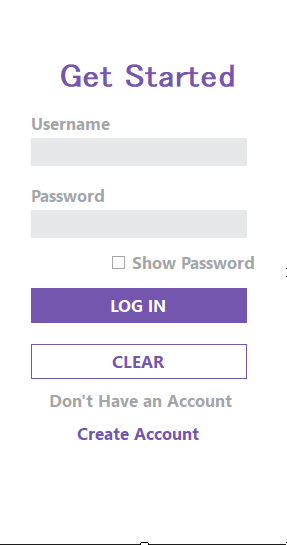 Get Started
Username
Password
Show Password
LOG IN
CLEAR
Don't Have an Account
Create Account